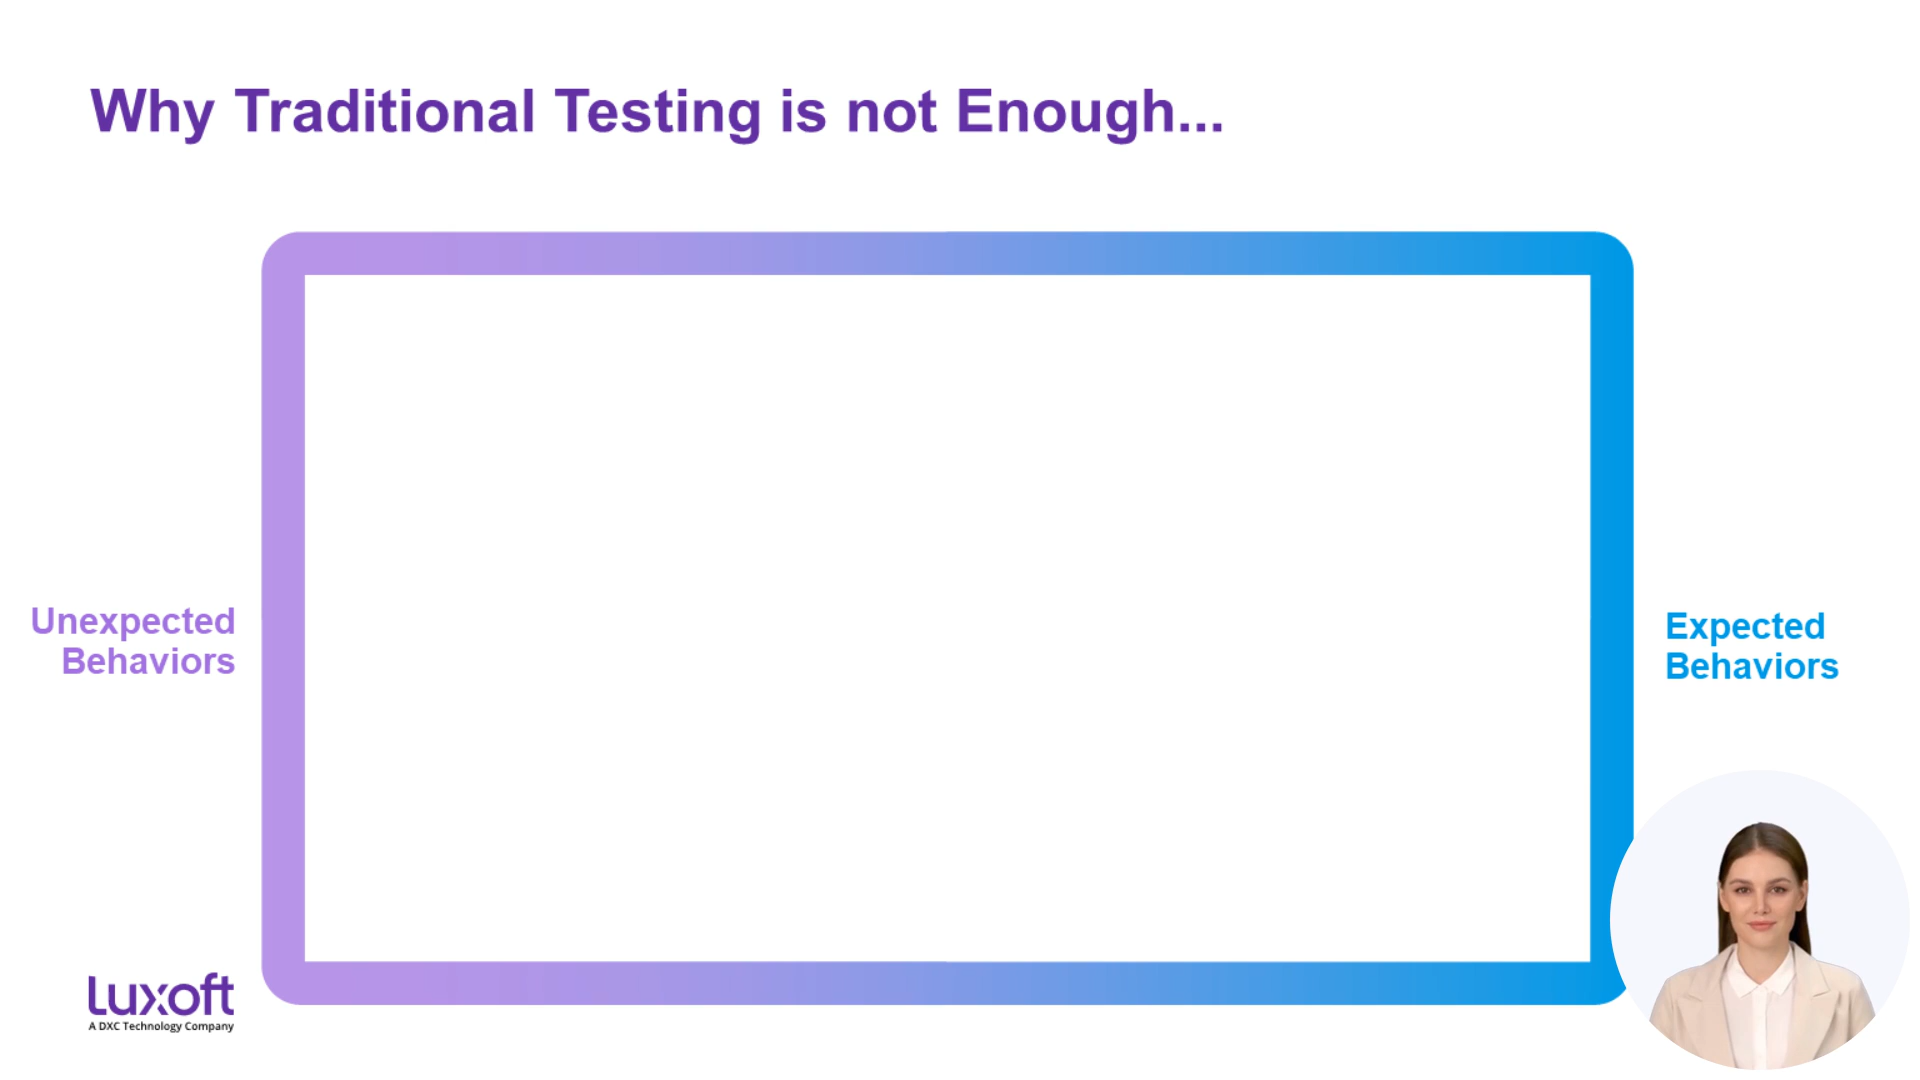 Why Traditional Testing is not Enough...
Unexpected
Behaviors
Expected
Behaviors
Luxoft
A DXC Technology Company